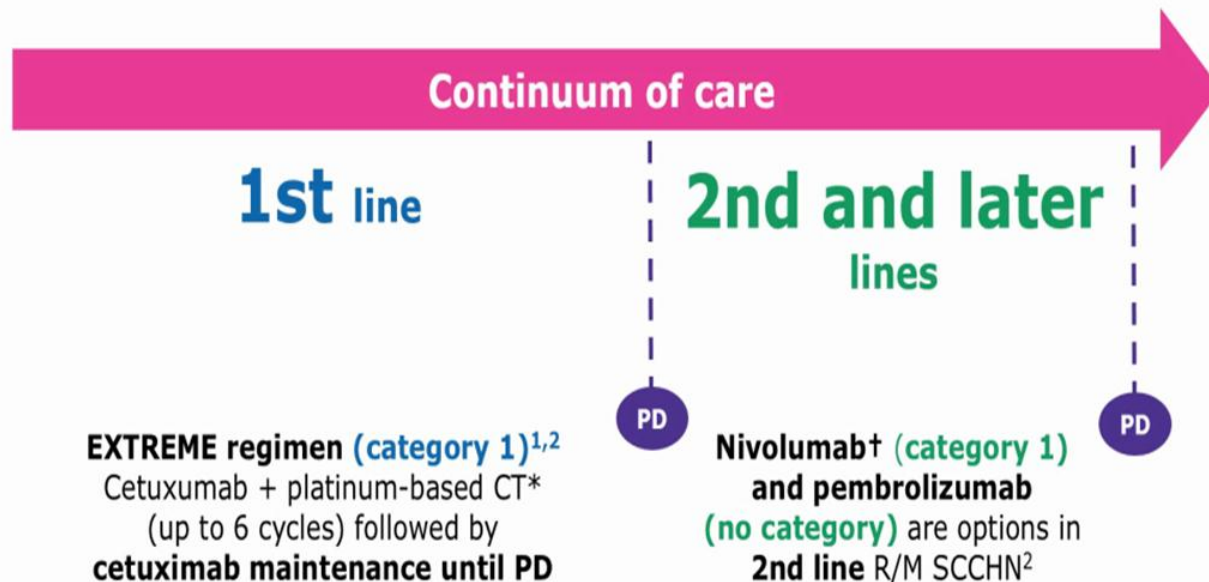 Continuum of care
1st line
2nd and later
lines
PD
PD
EXTREME regimen (category 1)1,2
Cetuxumab + platinum-based CT*
(up to 6 cycles) followed by
cetuximab maintenance until PD
Nivolumab† (category 1)
and pembrolizumab
(no category) are options in
2nd line R/M SCCHN2